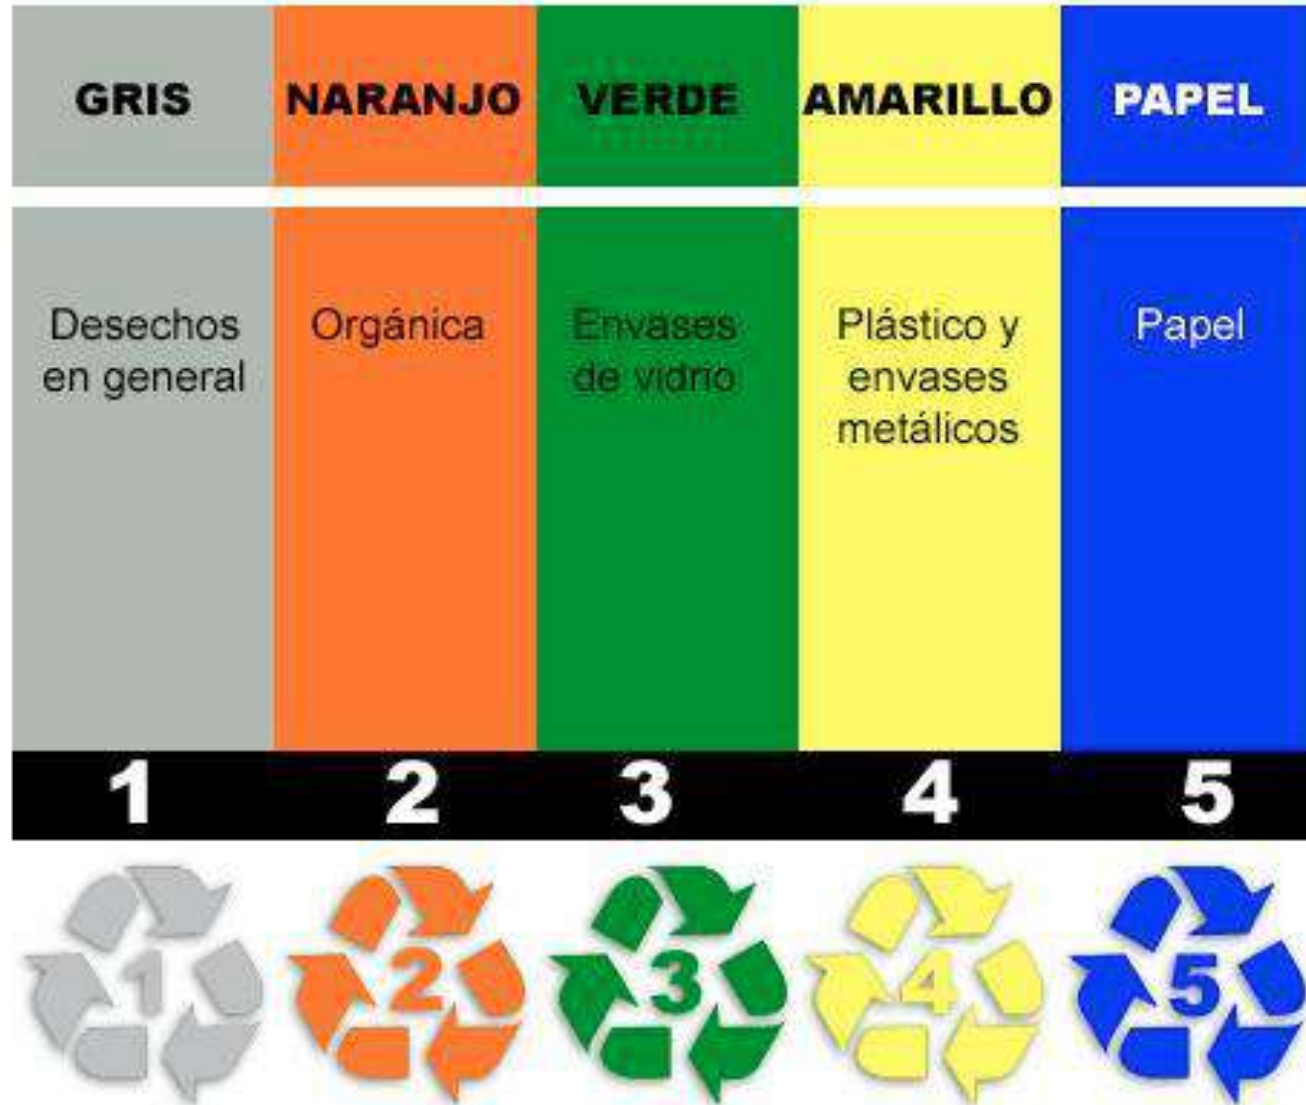 GRIS
NARANJO
VERDE
AMARILLO
PAPEL
Desechos
en general
Orgánica
Envases
de vidrio
Plástico y
envases
metálicos
Papel
1
2
3
4
5
1
2
3
4
5